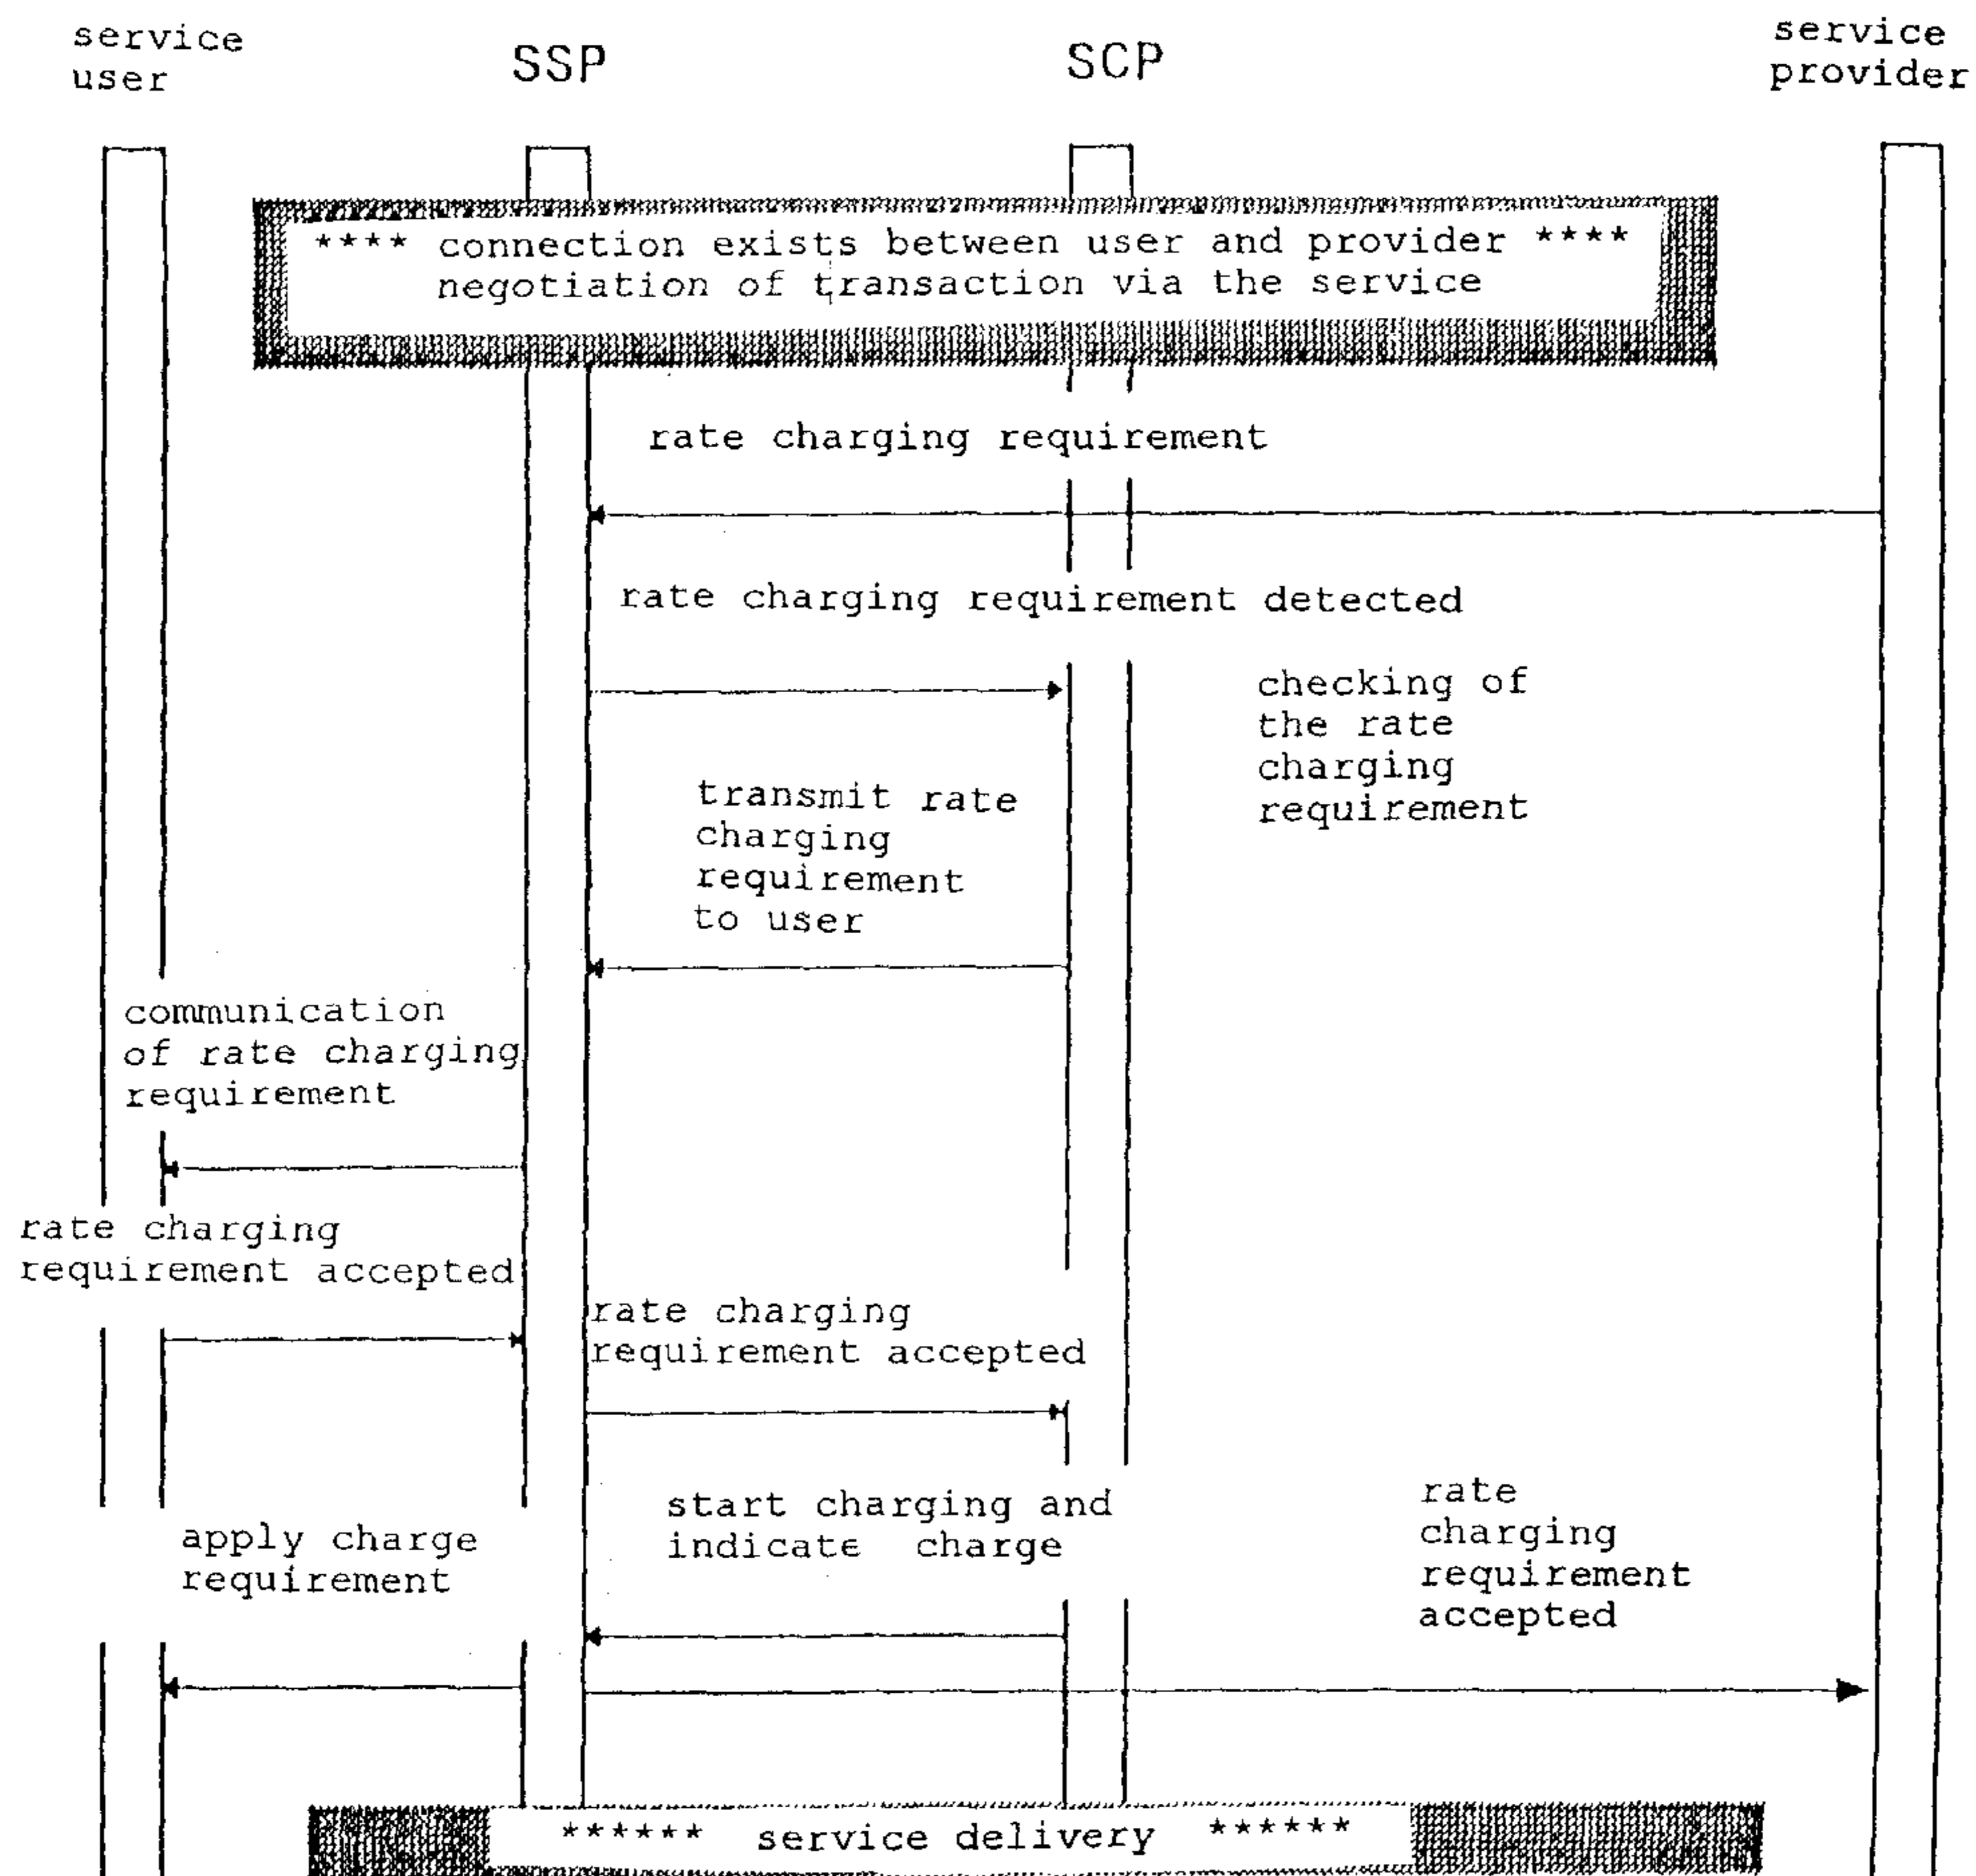 service
user
SSP
SCP
service
provider
**** connection exists between user and provider ****
negotiation of transaction via the service
rate charging requirement
rate charging requirement detected
checking of
the rate
charging
requirement
transmit rate
charging
requirement
to user
communication
of rate charging
requirement
rate charging
requirement accepted
rate charging
requirement accepted
start charging and
indicate charge
rate
charging
requirement
accepted
apply charge
requirement
****** service delivery ******